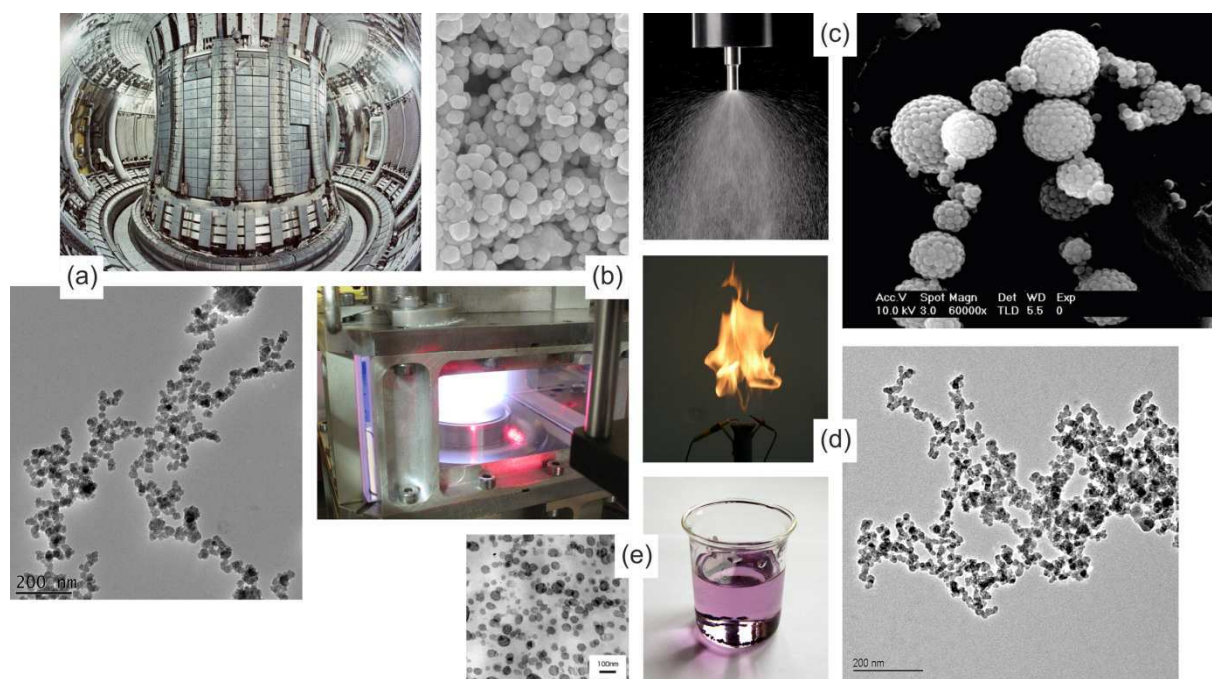 (a)
(b)
(c)
Acc.V Spot Magn Det WD Exp
10.0 kV 3.0 60000x TLD 5.5 0
200 nm
(d)
200 nm
(e)
100nm